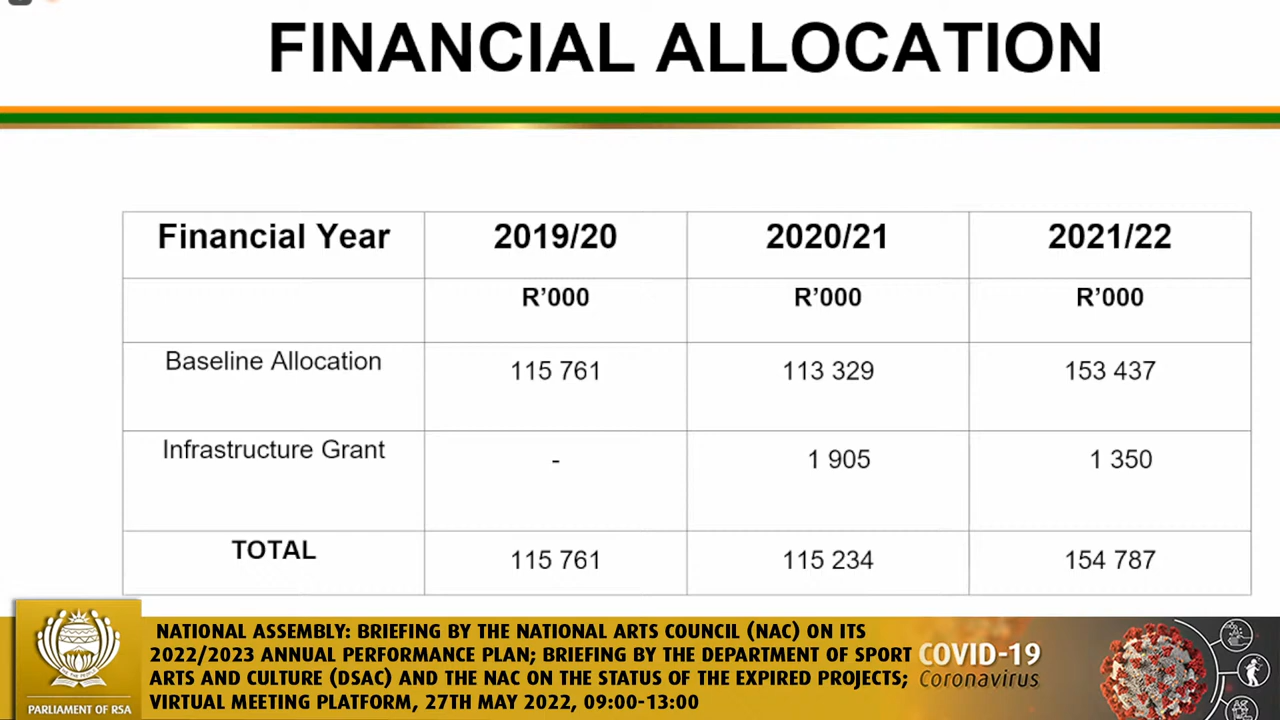 FINANCIAL ALLOCATION
Financial Year 2019/20 2020/21 2021/22
R’000 R’000 R’000
Baseline Allocation 115 761 113 329 153 437
Infrastructure Grant - 1 905 1 350
TOTAL 115 761 115 234 154 787
NATIONAL ASSEMBLY: BRIEFING BY THE NATIONAL ARTS COUNCIL (NAC) ON ITS
2022/2023 ANNUAL PERFORMANCE PLAN; BRIEFING BY THE DEPARTMENT OF SPORT
ARTS AND CULTURE (DSAC) AND THE NAC ON THE STATUS OF THE EXPIRED PROJECTS;
VIRTUAL MEETING PLATFORM, 27TH MAY 2022, 09:00-13:00
PARLIAMENT OF RSA
COVID-19
Coronavirus